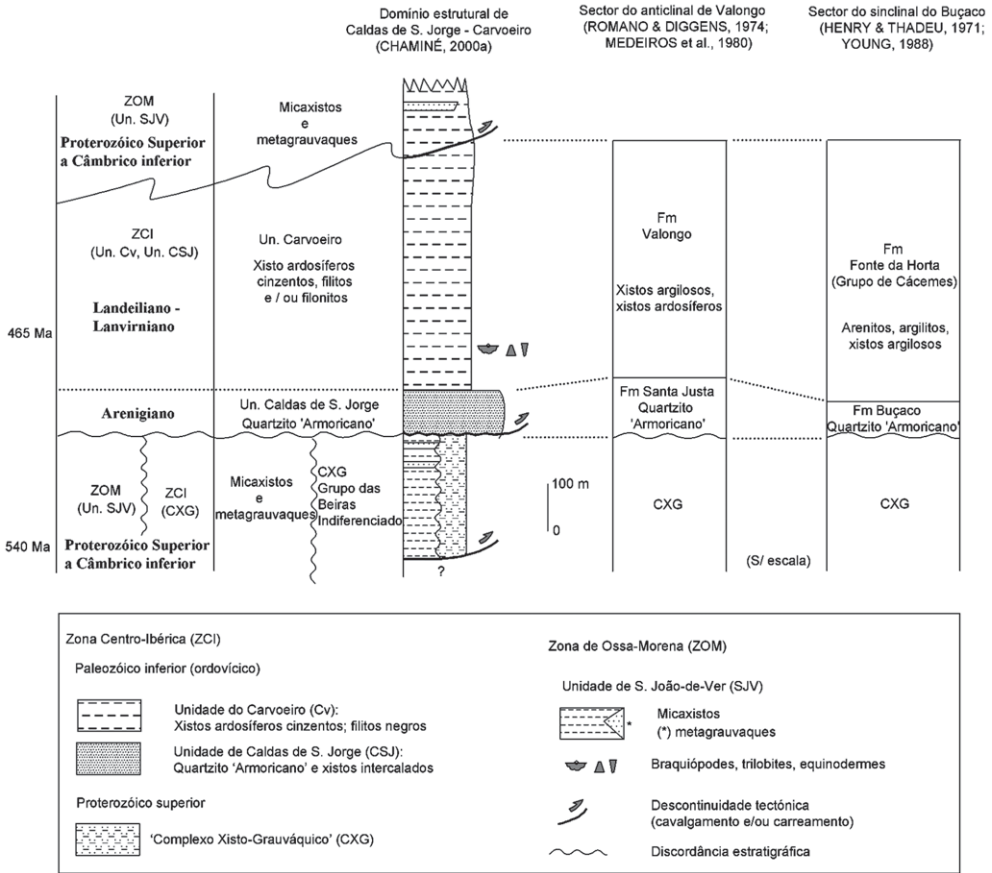 Domínio estrutural de
Caldas de S. Jorge - Carvoeiro
(CHAMINÉ, 2000a)
Sector do anticlinal de Valongo
(ROMANO & DIGGENS, 1974;
MEDEIROS et al., 1980)
Sector do sinclinal do Buçaco
(HENRY & THADEU, 1971;
YOUNG, 1988)
ZOM
(Un. SJV)
Proterozóico Superior
a Câmbrico inferior
Micaxistos
e
metagrauvaques
ZCI
(Un. Cv, Un. CSJ)
Landeiliano -
Lanvirniano
465 Ma
Un. Carvoeiro
Xisto ardosíferos
cinzentos, filitos
e / ou filonitos
Fm
Valongo
Xistos argilosos,
xistos ardosíferos
Fm
Fonte da Horta
(Grupo de Cácemes)
Arenitos, argilitos,
xistos argilosos
Arenigiano
Un. Caldas de S. Jorge
Quartzito 'Armoricano'
Fm Santa Justa
Quartzito
'Armoricano'
Fm Buçaco
Quartzito 'Armoricano'
ZOM
(Un. SJV)
ZCI
(CXG)
Proterozóico Superior
a Câmbrico inferior
540 Ma
Micaxistos
e
metagrauvaques
CXG
Grupo das
Beiras
Indiferenciado
?
100 m
0
CXG
(S/ escala)
CXG
Zona Centro-Ibérica (ZCI)
Paleozóico inferior (ordovícico)
Unidade do Carvoeiro (Cv):
Xistos ardosíferos cinzentos; filitos negros
Unidade de Caldas de S. Jorge (CSJ):
Quartzito 'Armoricano' e xistos intercalados
Proterozóico superior
'Complexo Xisto-Grauváquico' (CXG)
Zona de Ossa-Morena (ZOM)
Unidade de S. João-de-Ver (SJV)
*
Micaxistos
(*) metagrauvaques
Braquiópodes, trilobites, equinodermes
Descontinuidade tectónica
(cavalgamento e/ou carreamento)
Discordância estratigráfica